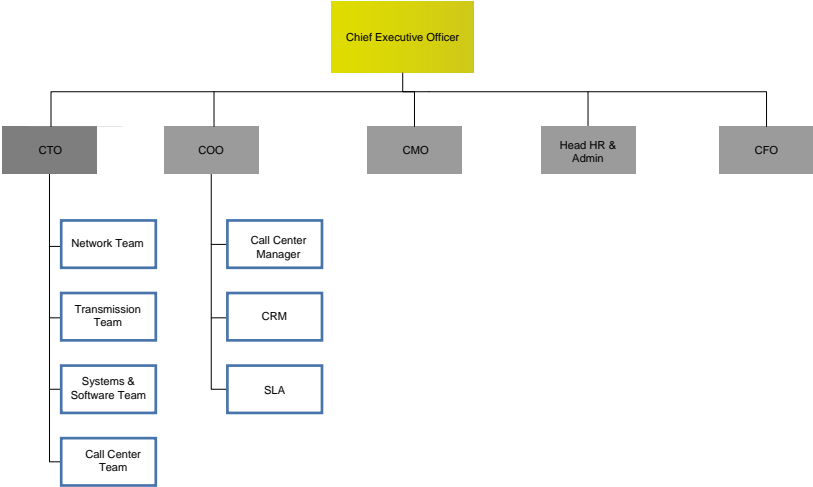 Chief Executive Officer
CTO
COO
CMO
Head HR &
Admin
CFO
Network Team
Transmission
Team
Systems &
Software Team
Call Center
Team
Call Center
Manager
CRM
SLA